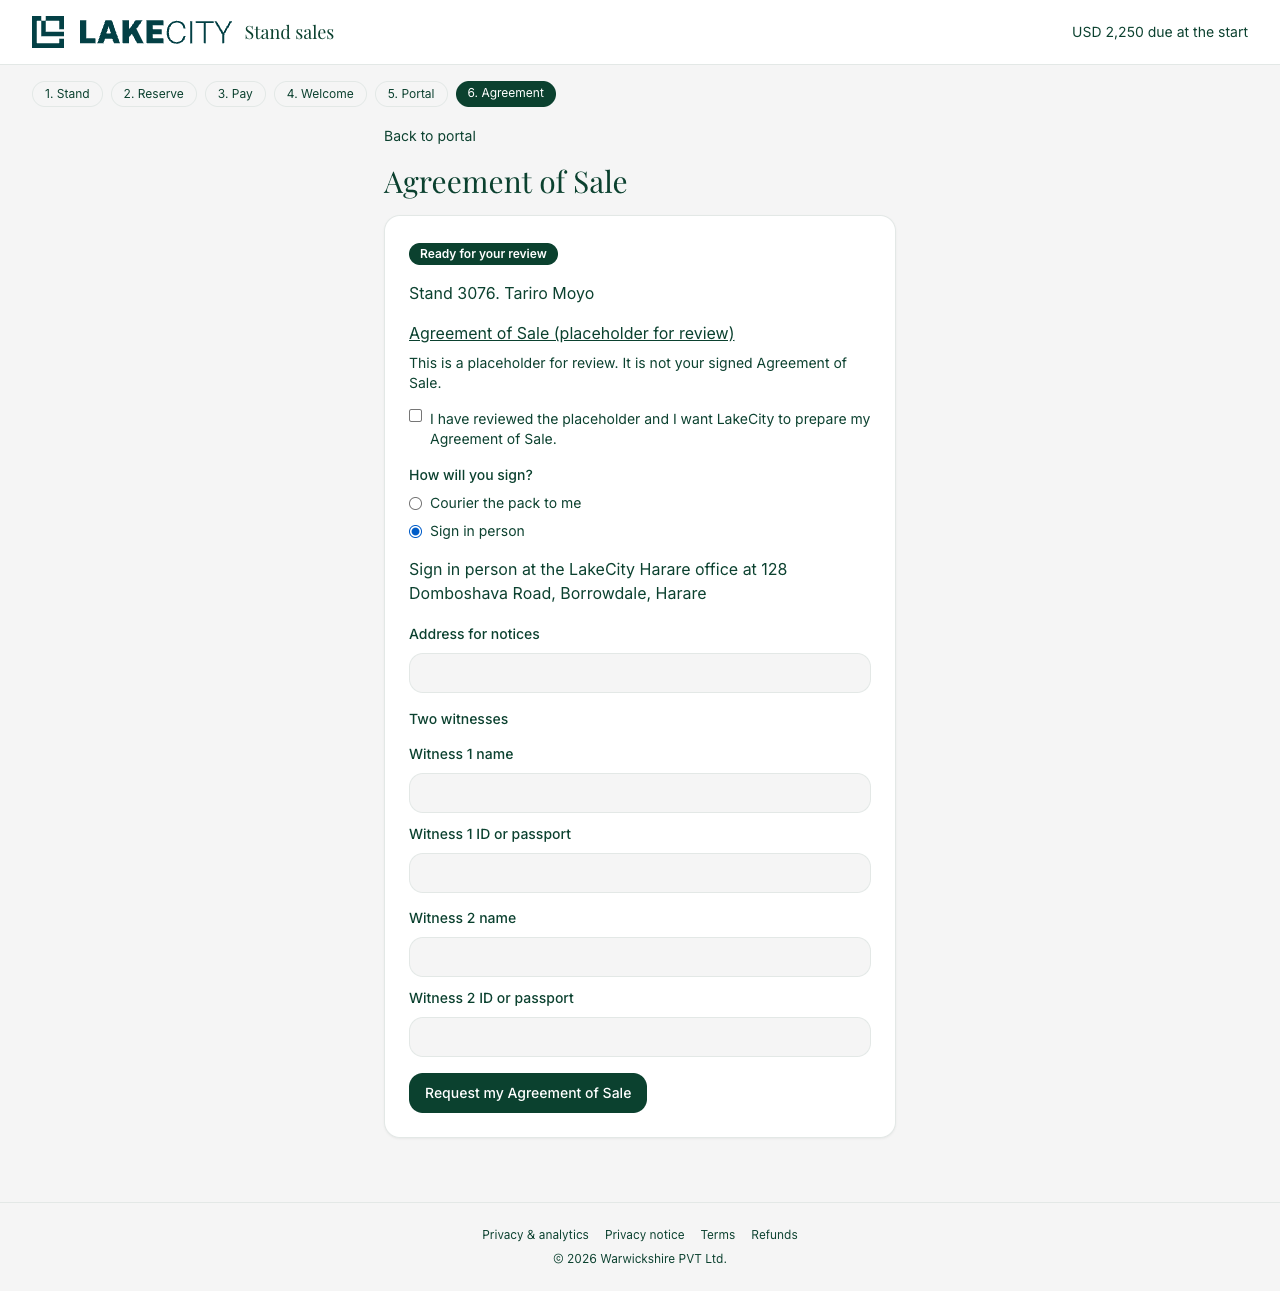 LAKECITY Stand sales
USD 2,250 due at the start
1. Stand
2. Reserve
3. Pay
4. Welcome
5. Portal
6. Agreement
Back to portal
Agreement of Sale
Ready for your review
Stand 3076. Tariro Moyo
Agreement of Sale (placeholder for review)
This is a placeholder for review. It is not your signed Agreement of
Sale.
I have reviewed the placeholder and I want LakeCity to prepare my
Agreement of Sale.
How will you sign?
Courier the pack to me
Sign in person
Sign in person at the LakeCity Harare office at 128
Domboshava Road, Borrowdale, Harare
Address for notices
Two witnesses
Witness 1 name
Witness 1 ID or passport
Witness 2 name
Witness 2 ID or passport
Request my Agreement of Sale
Privacy & analytics
Privacy notice
Terms
Refunds
© 2026 Warwickshire PVT Ltd.